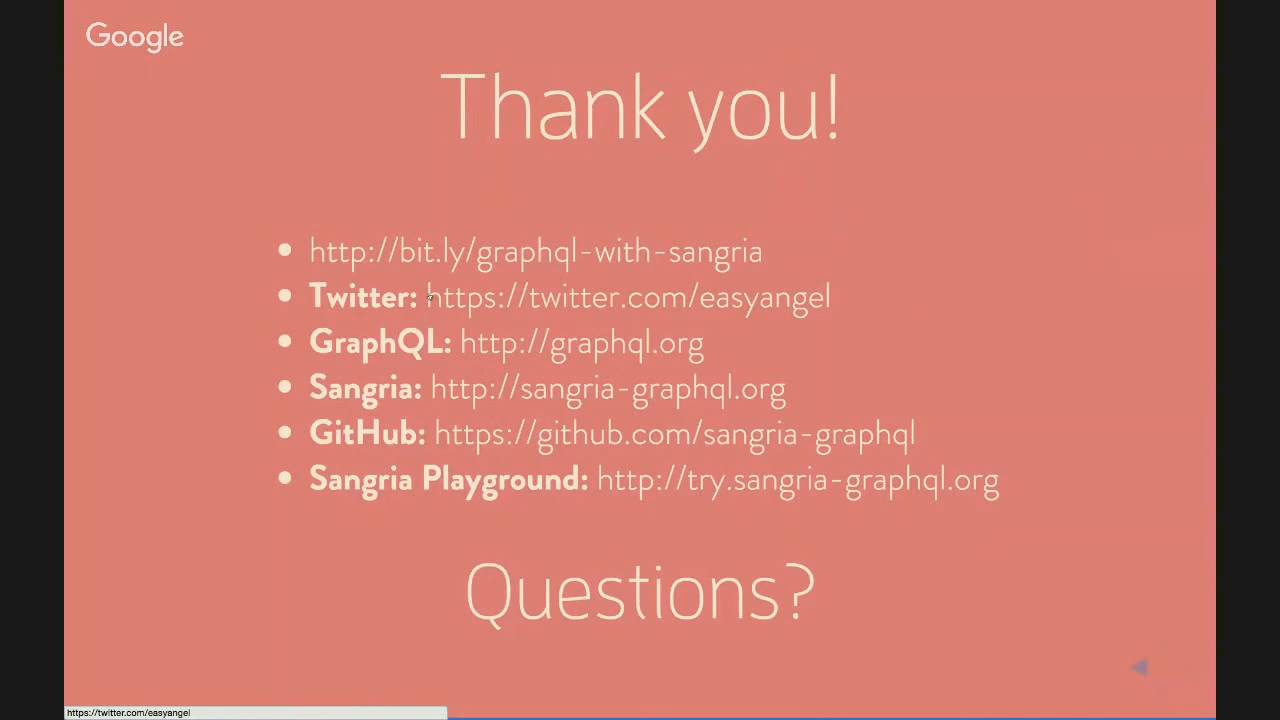 Google
Thank you!
http://bit.ly/graphql-with-sangria
Twitter: https://twitter.com/easyangel
GraphQL: http://graphql.org
Sangria: http://sangria-graphql.org
GitHub: https://github.com/sangria-graphql
Sangria Playground: http://try.sangria-graphql.org
Questions?
https://twitter.com/easyangel